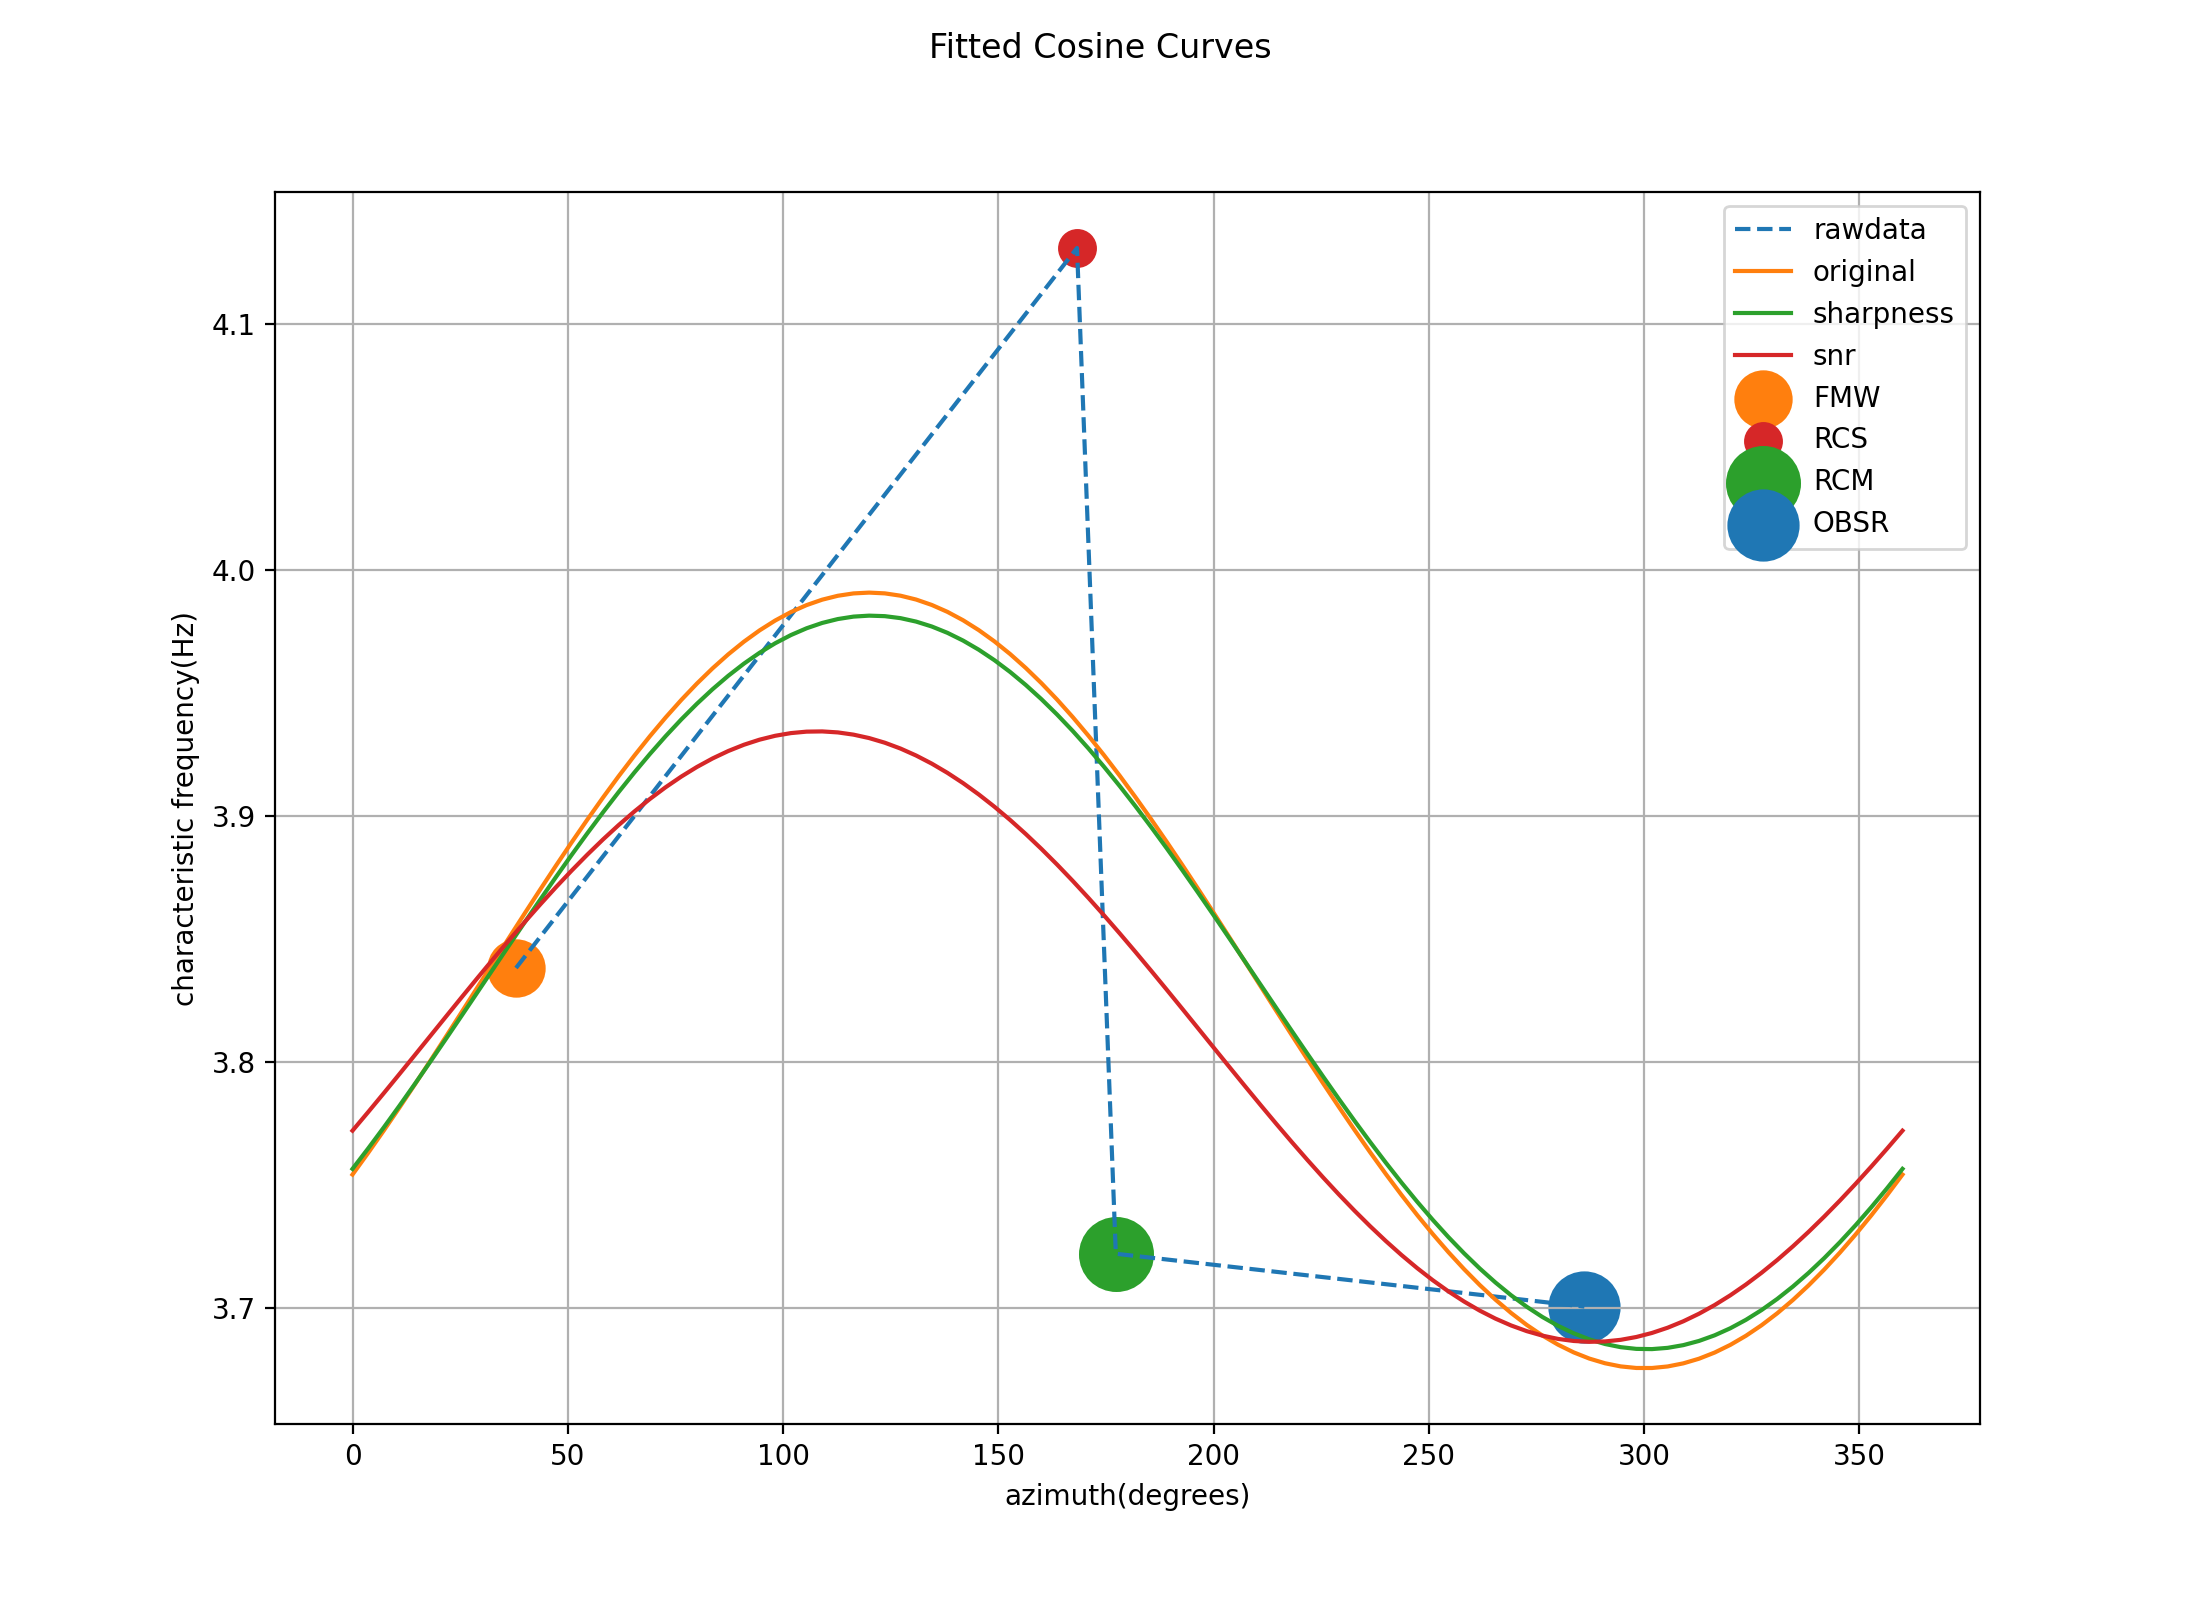 Fitted Cosine Curves
rawdata
original
sharpness
snr
FMW
RCS
RCM
OBSR
characteristic frequency(Hz)
4.1
4.0
3.9
3.8
3.7
0 50 100 150 200 250 300 350
azimuth(degrees)